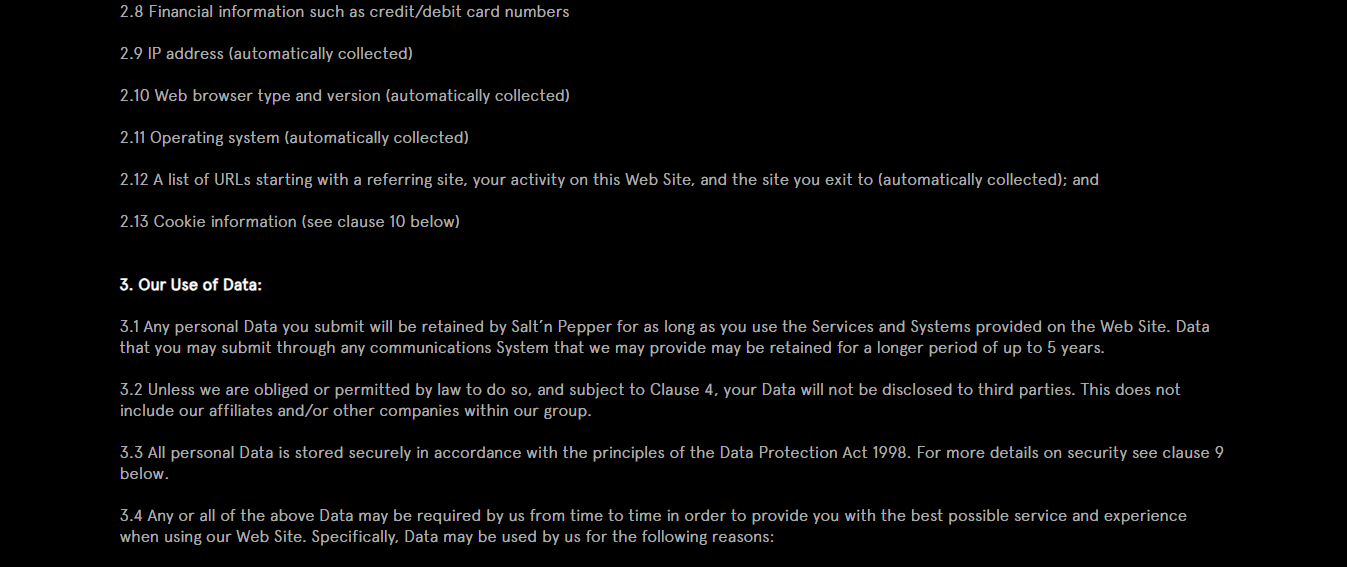 2.8 Financial information such as credit/debit card numbers
2.9 IP address (automatically collected)
2.10 Web browser type and version (automatically collected)
2.11 Operating system (automatically collected)
2.12 A list of URLs starting with a referring site, your activity on this Web Site, and the site you exit to (automatically collected); and
2.13 Cookie information (see clause 10 below)
3. Our Use of Data:
3.1 Any personal Data you submit will be retained by Salt´n Pepper for as long as you use the Services and Systems provided on the Web Site. Data
that you may submit through any communications System that we may provide may be retained for a longer period of up to 5 years.
3.2 Unless we are obliged or permitted by law to do so, and subject to Clause 4, your Data will not be disclosed to third parties. This does not
include our affiliates and/or other companies within our group.
3.3 All personal Data is stored securely in accordance with the principles of the Data Protection Act 1998. For more details on security see clause 9
below.
3.4 Any or all of the above Data may be required by us from time to time in order to provide you with the best possible service and experience
when using our Web Site. Specifically, Data may be used by us for the following reasons: